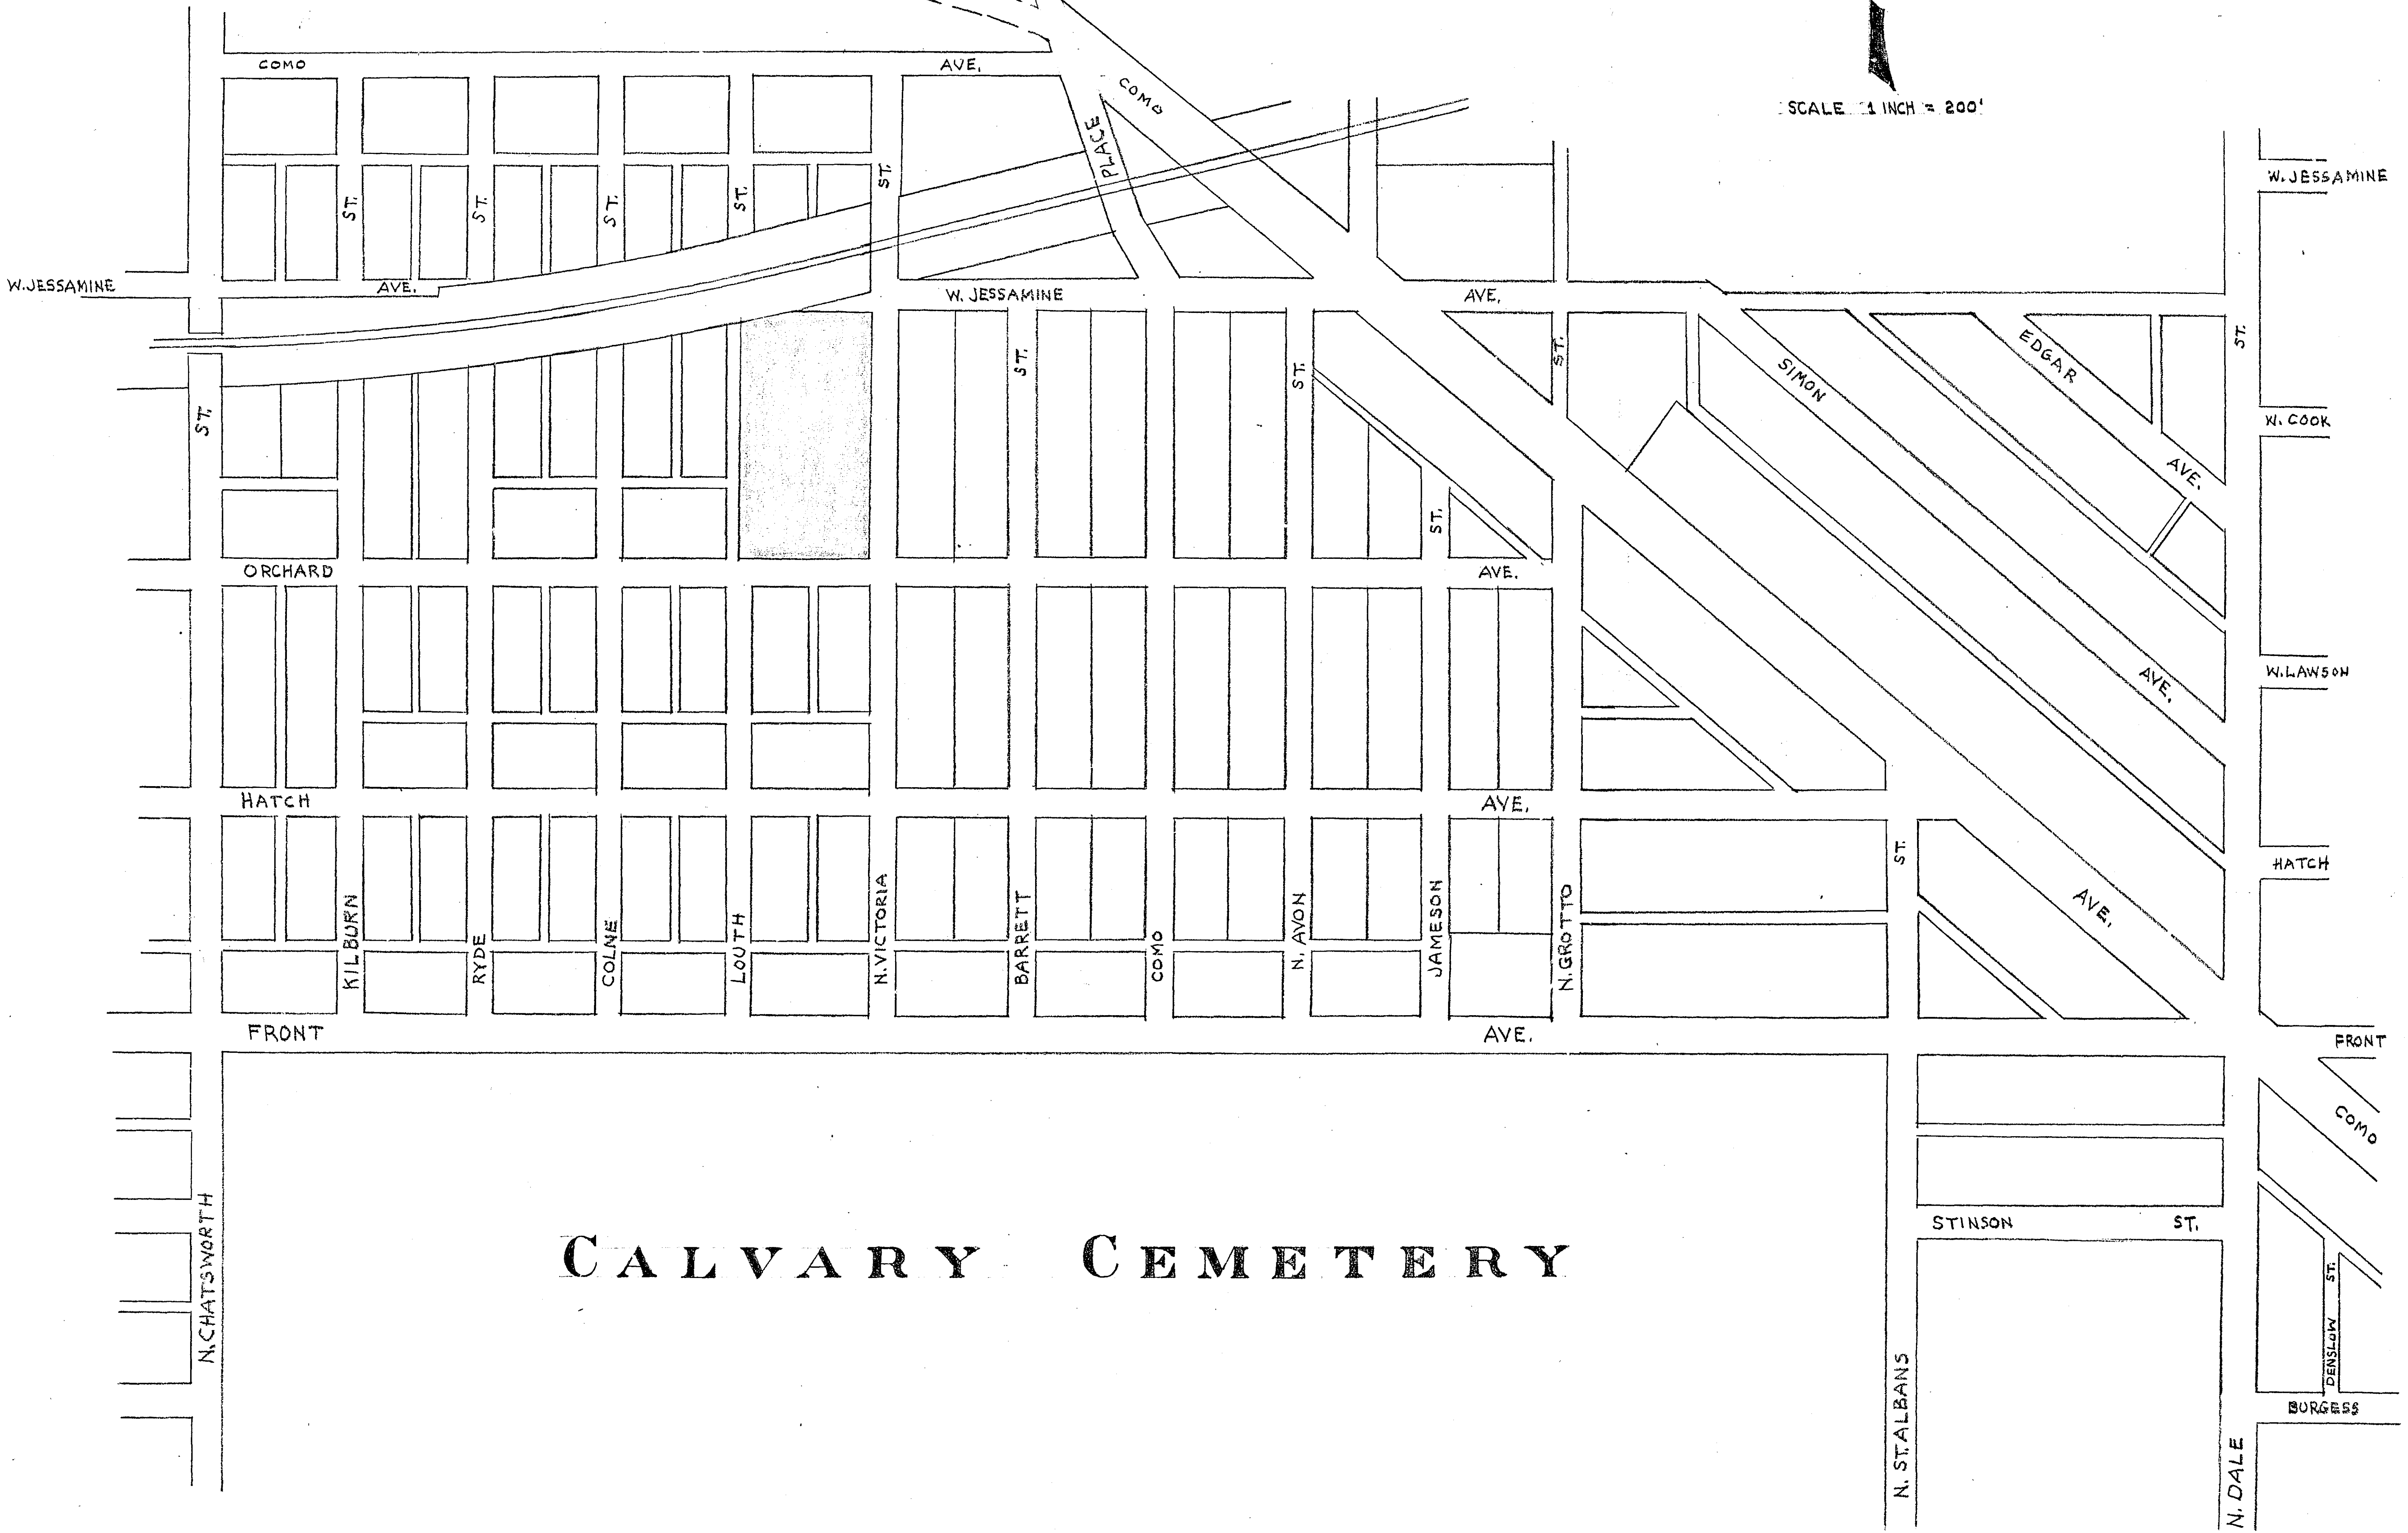 COMO AVE.
COMO
PLACE
SCALE 1 INCH = 200'
W. JESSAMINE
ST.
ST.
ST.
ST.
ST.
W. JESSAMINE AVE.
W. JESSAMINE AVE.
ST.
ST.
ST.
ST.
ST.
EDGAR AVE.
SIMON AVE.
W. COOK
ST.
ORCHARD AVE.
W. LAWSON
HATCH AVE.
ST.
HATCH
AVE.
KILBURN
RYDE
COLNE
LOUTH
N. VICTORIA
BARRETT
COMO
N. AVON
JAMESON
N. GROTTO
FRONT AVE.
FRONT
COMO
STINSON ST.
CALVARY CEMETERY
N. CHATSWORTH
N. ST. ALBANS
N. DALE
DENSLOW ST.
BURGESS